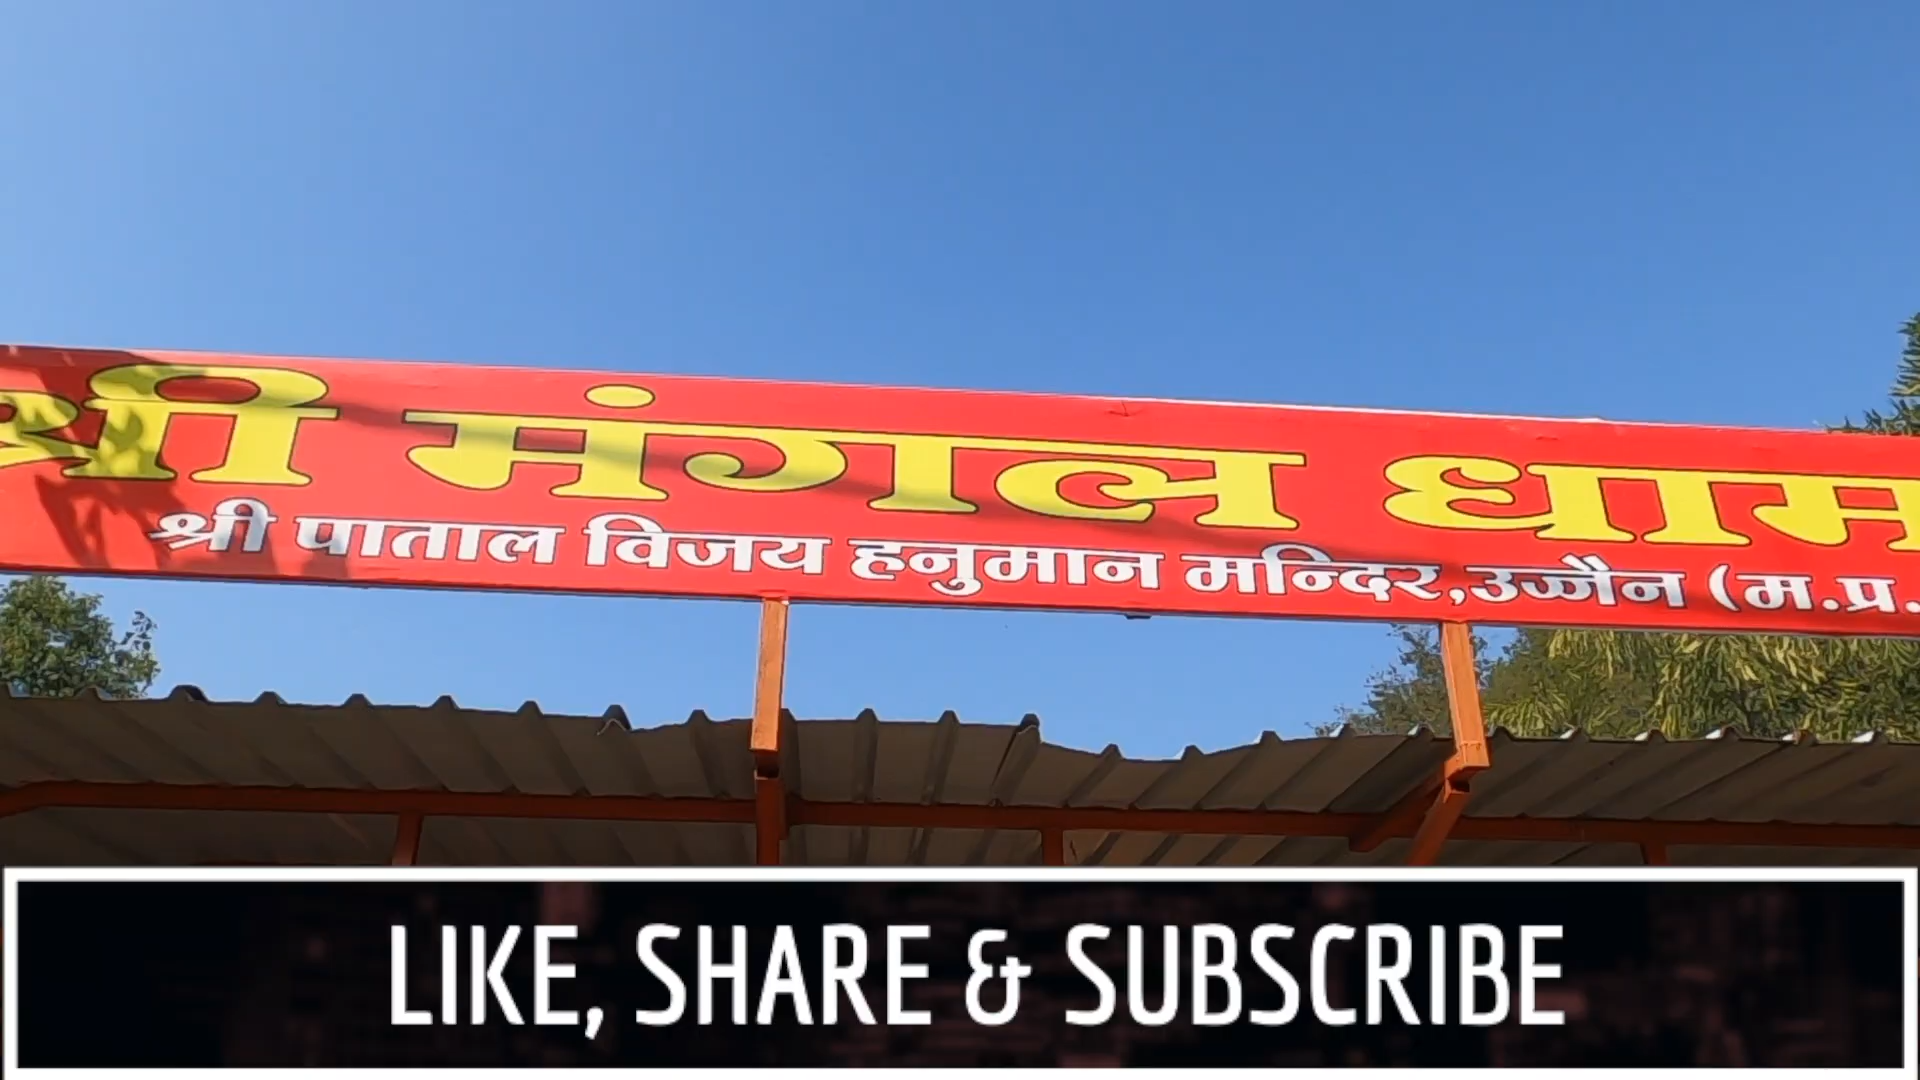 श्री मंगल धाम
श्री पाताल विजय हनुमान मन्दिर,उज्जैन (म.प्र.
LIKE, SHARE & SUBSCRIBE